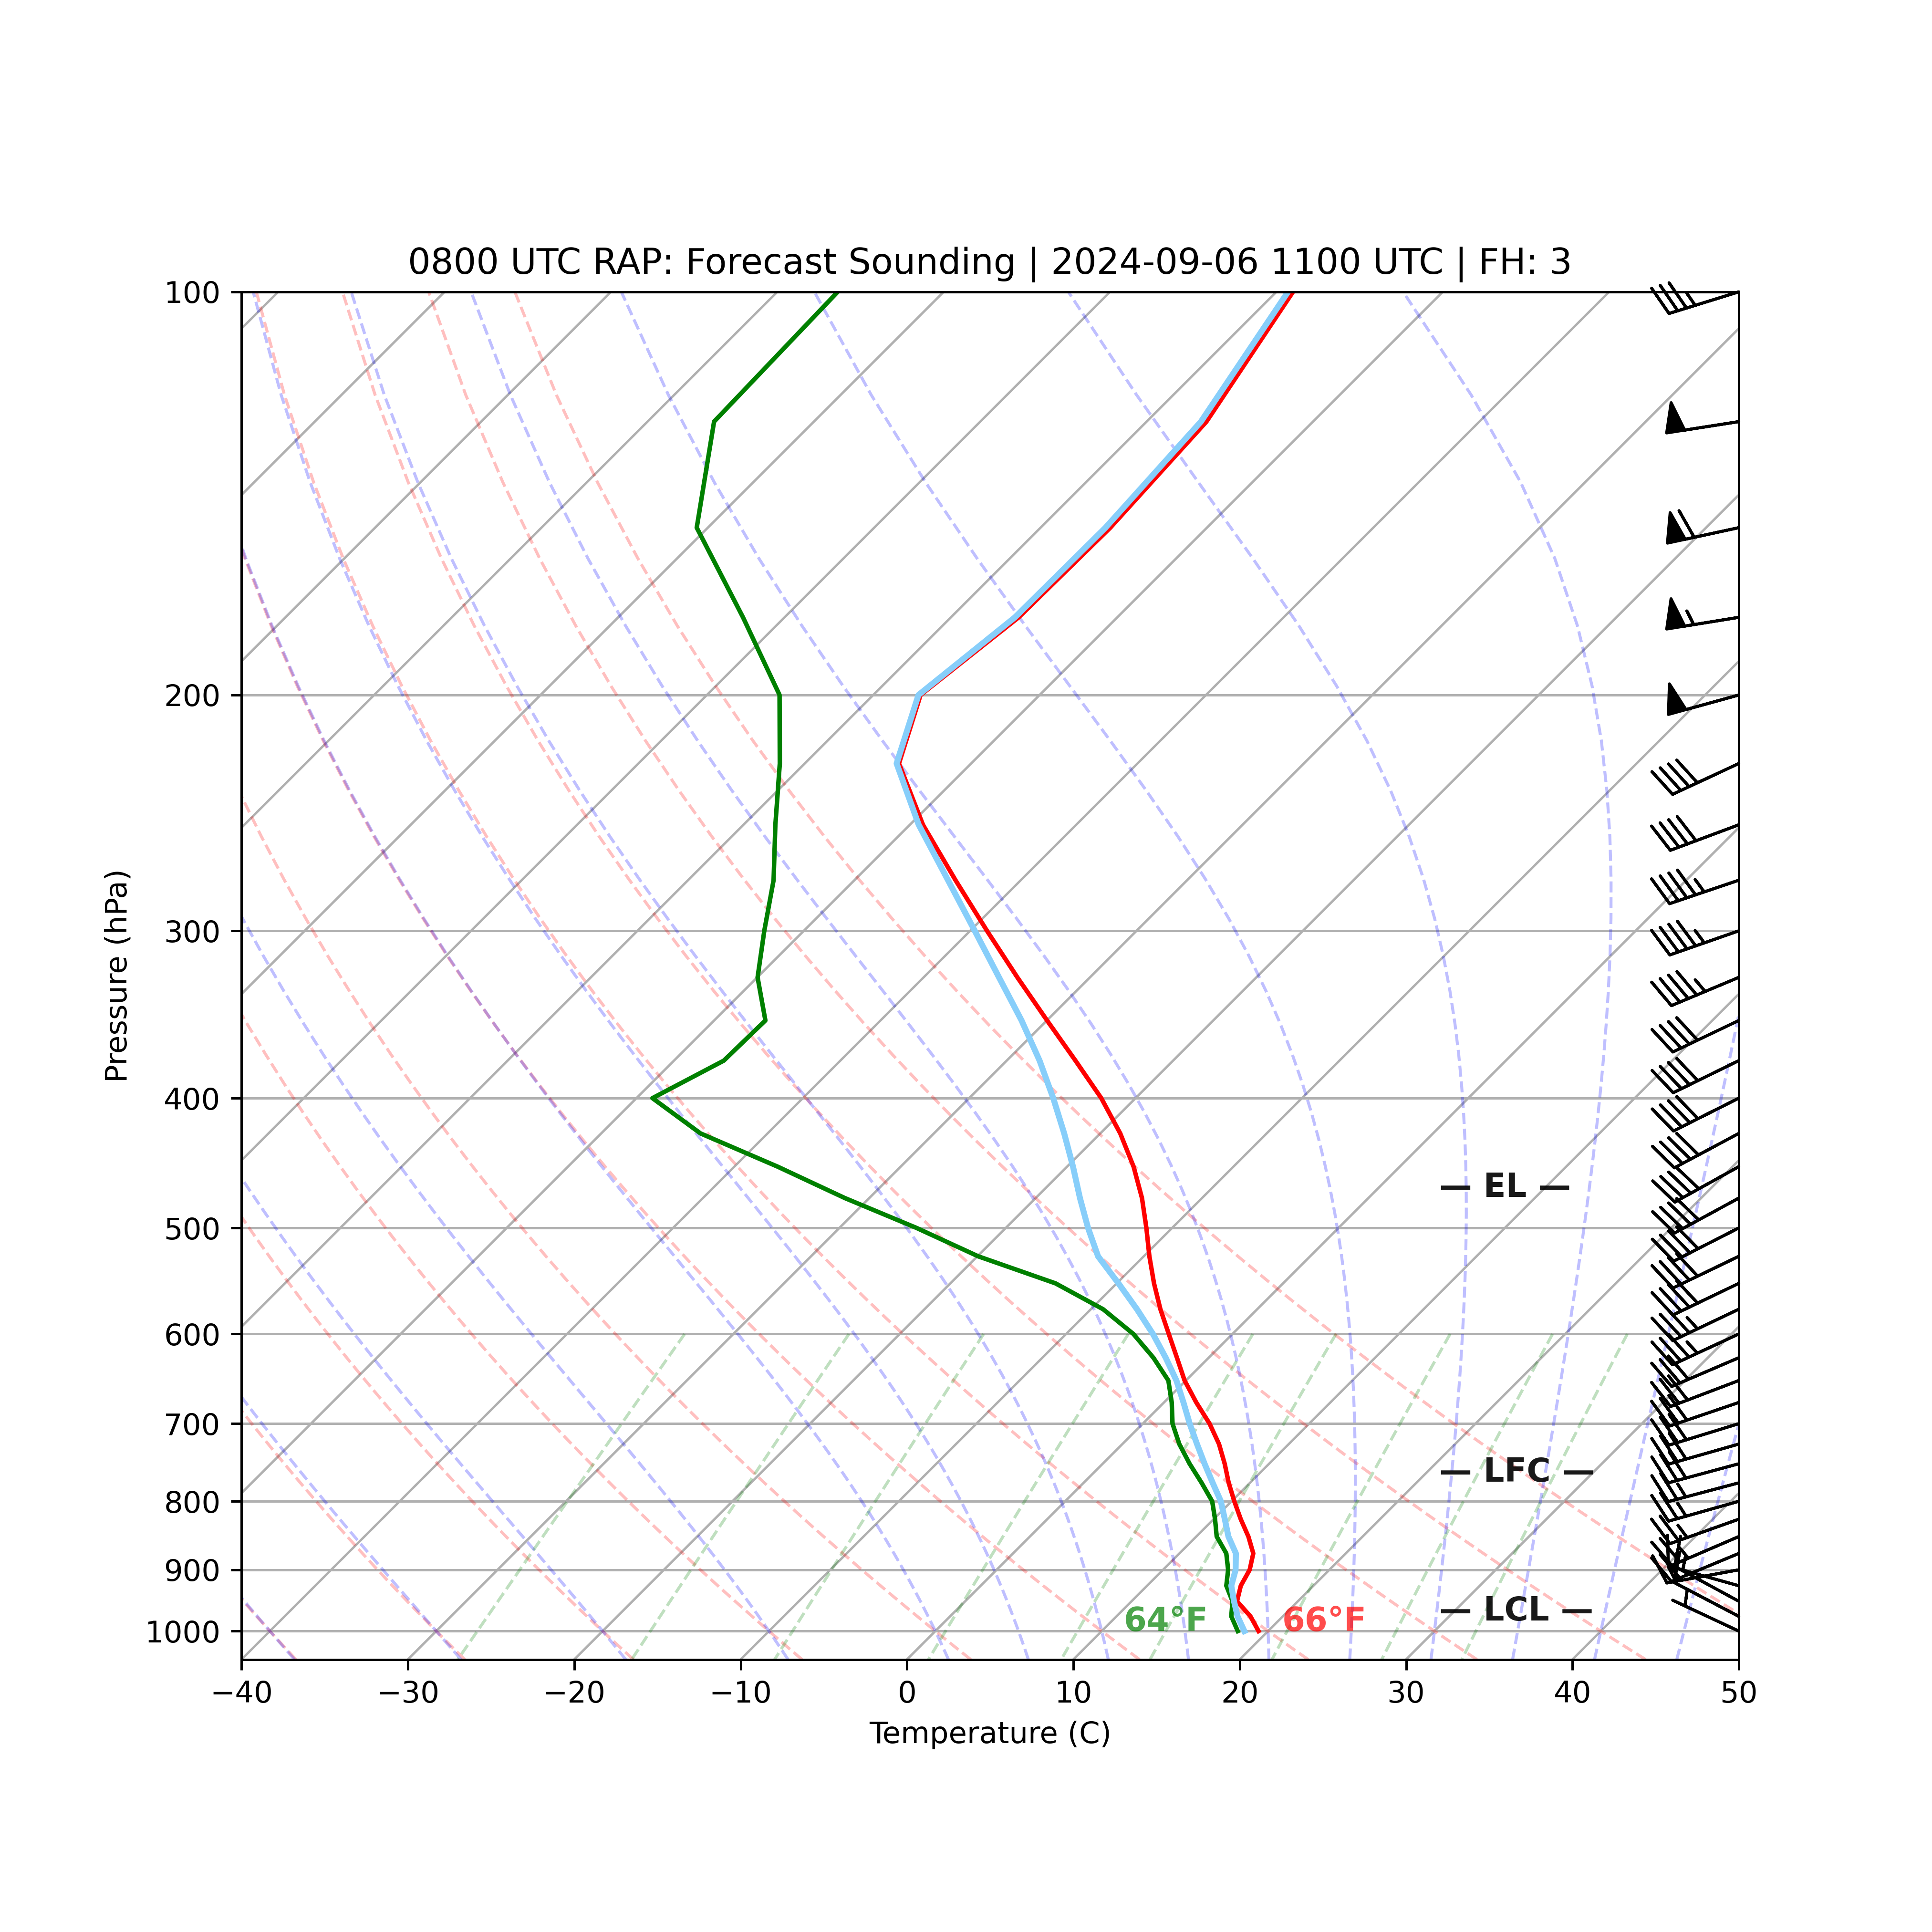 0800 UTC RAP: Forecast Sounding | 2024-09-06 1100 UTC | FH: 3
100
200
300
400
500
600
700
800
900
1000
Pressure (hPa)
— EL —
— LFC —
— LCL —
64°F
66°F
−40 −30 −20 −10 0 10 20 30 40 50
Temperature (C)